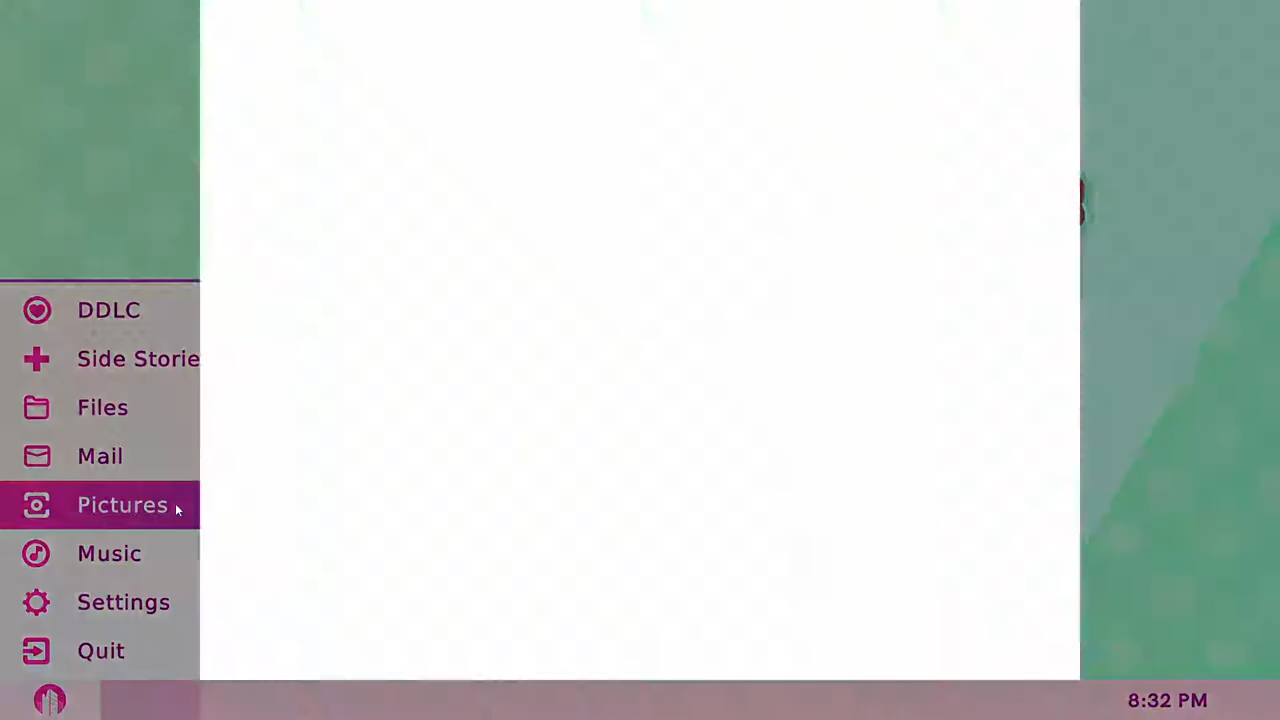 DDLC
Side Storie
Files
Mail
Pictures
Music
Settings
Quit
8:32 PM